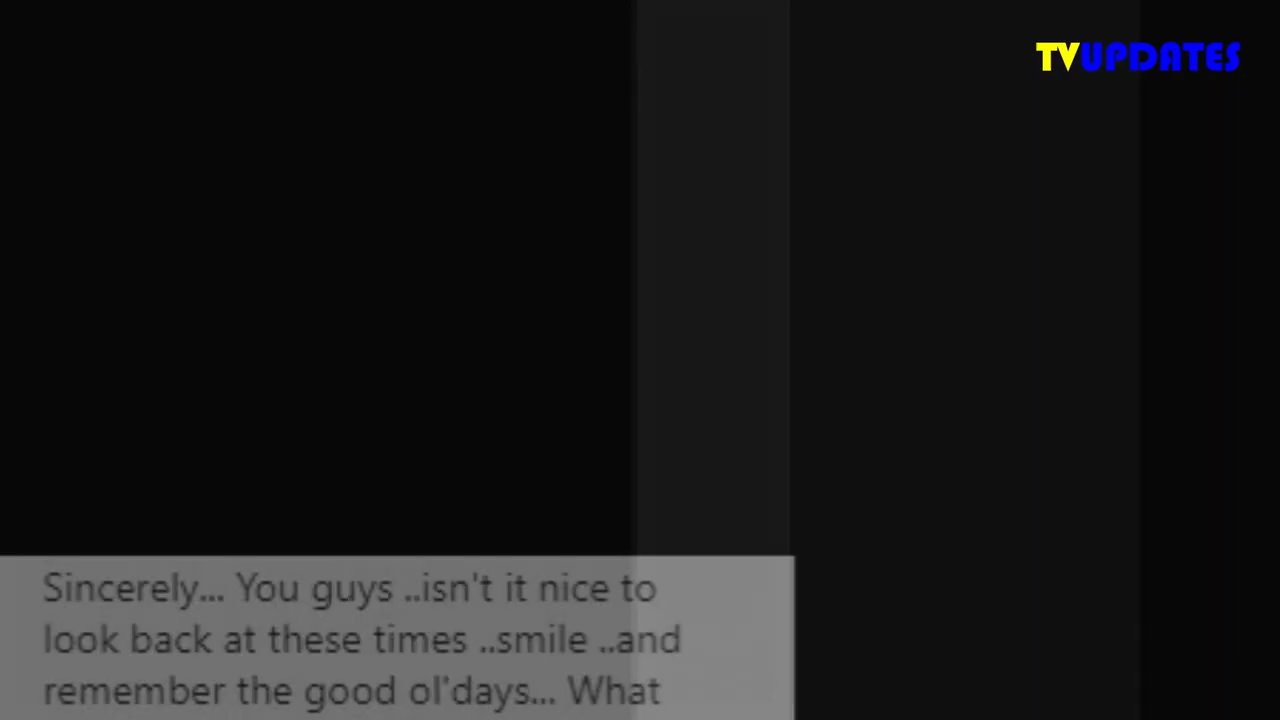 TVUPDATES
Sincerely... You guys ..isn't it nice to
look back at these times ..smile ..and
remember the good ol'days... What